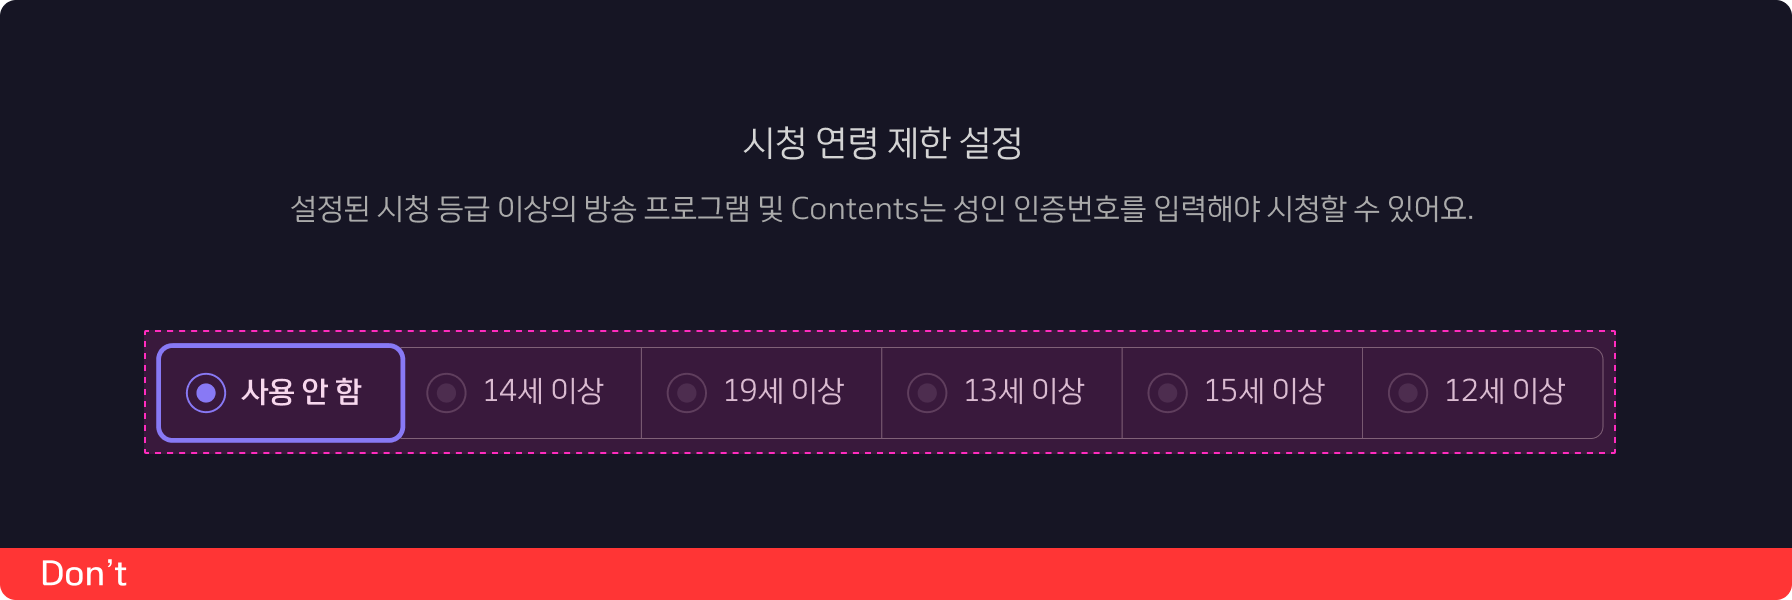 시청 연령 제한 설정
설정된 시청 등급 이상의 방송 프로그램 및 Contents는 성인 인증번호를 입력해야 시청할 수 있어요.
사용 안 함 14세 이상 19세 이상 13세 이상 15세 이상 12세 이상
Don't